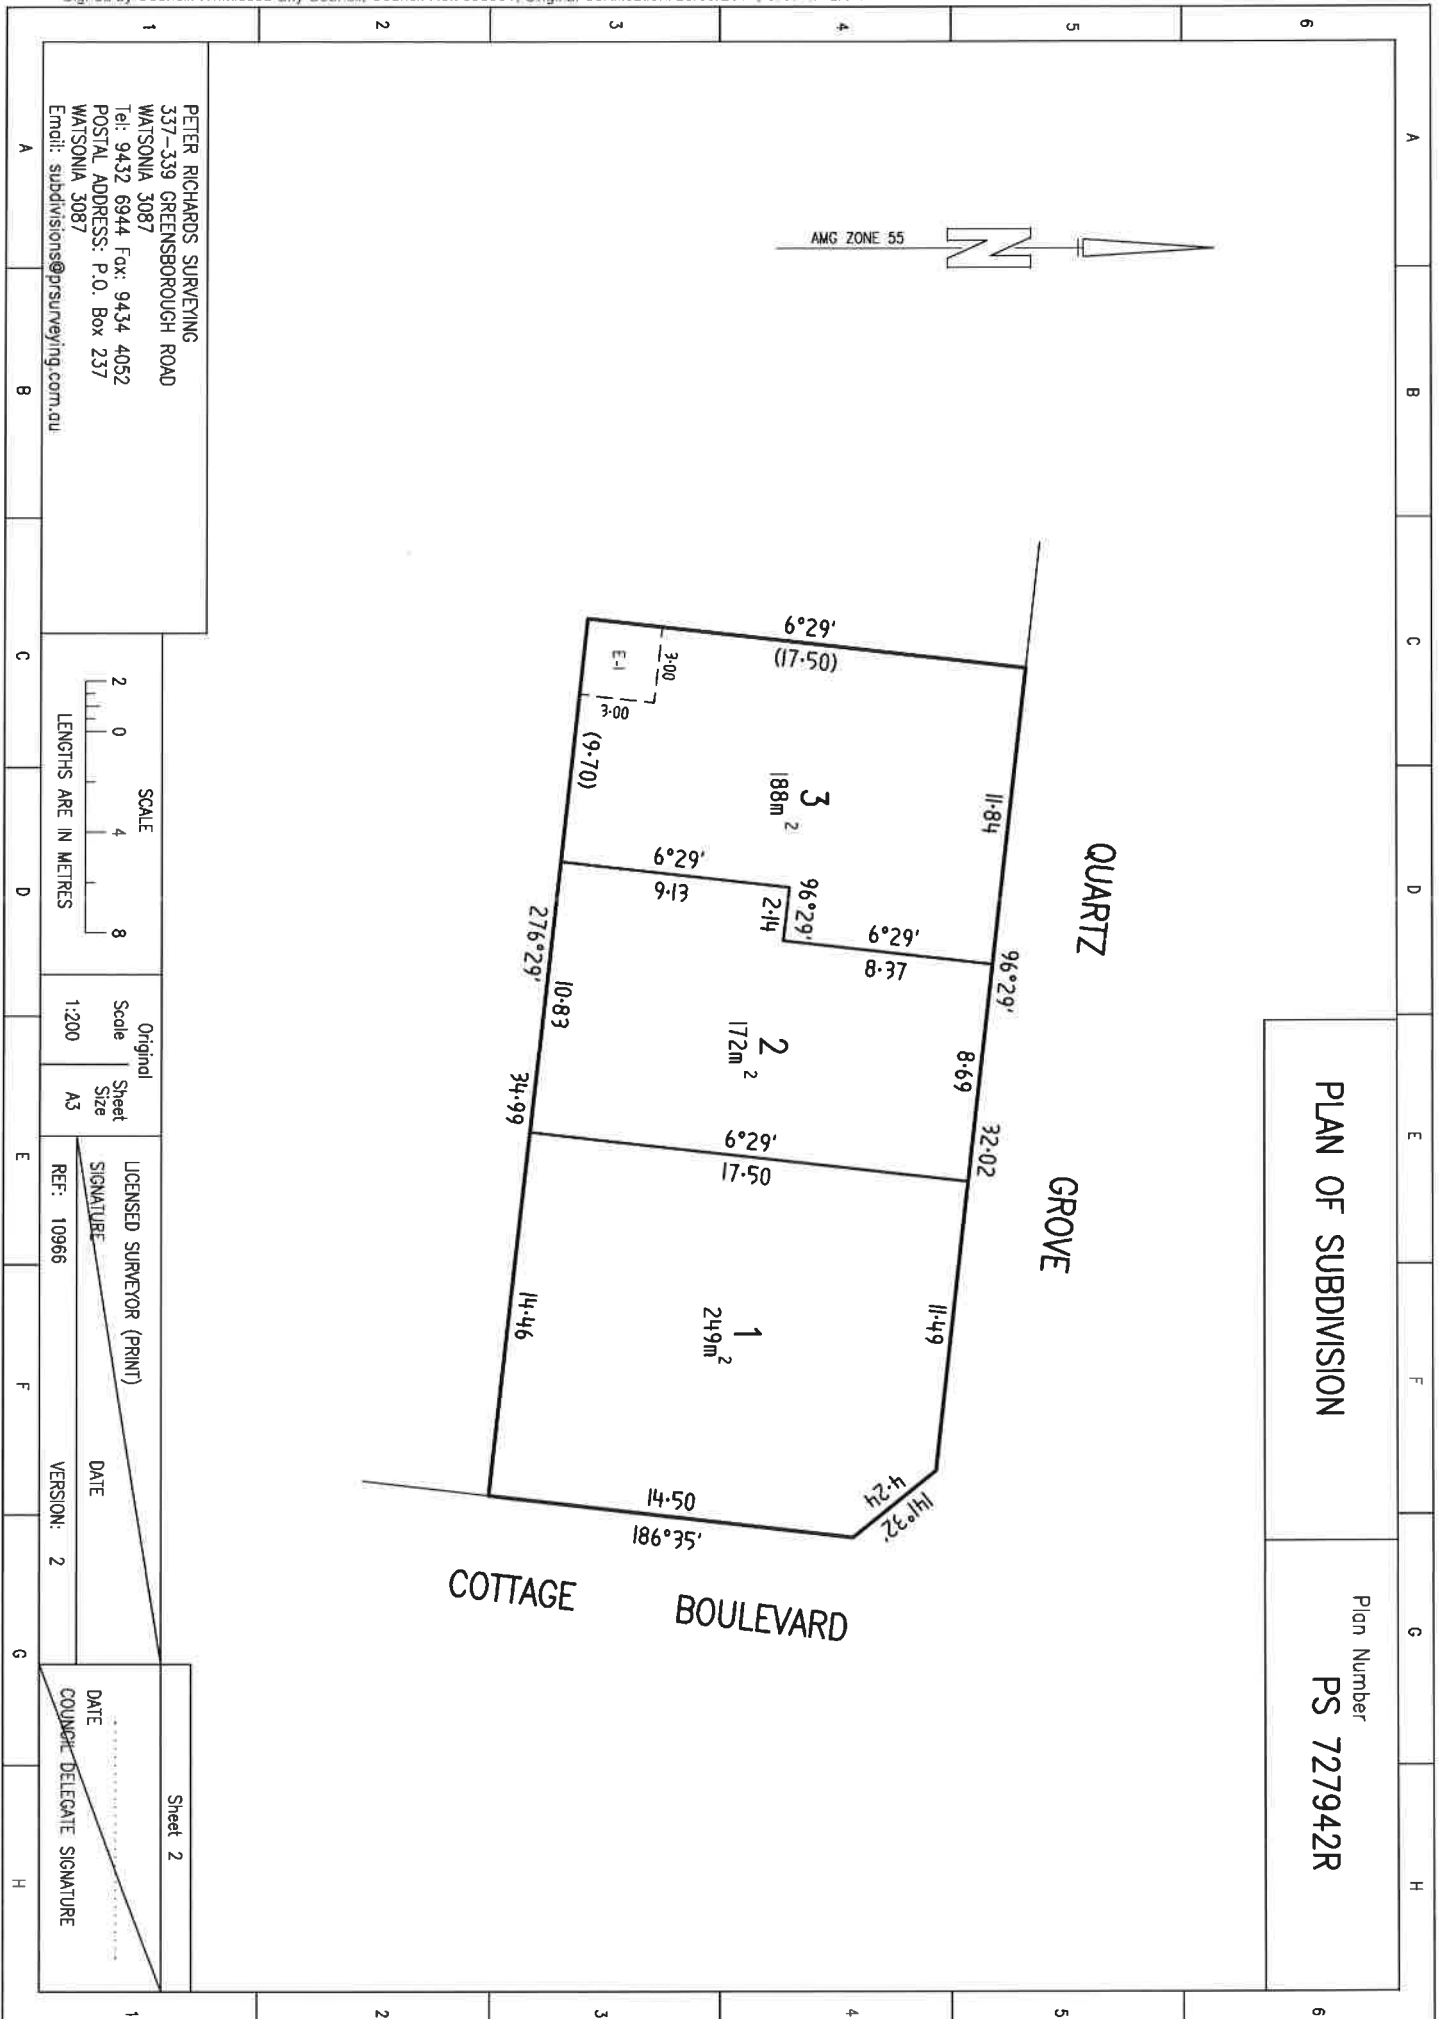 PLAN OF SUBDIVISION
Plan Number
PS 727942R
AMG ZONE 55
QUARTZ
GROVE
COTTAGE
BOULEVARD
6°29'
(17·50)
11·84
96°29'
8·69
32·02
11·49
4·24
141°32'
14·50
186°35'
3·00
E-1
3·00
(9·70)
3
188m²
6°29'
9·13
96°29'
2·14
6°29'
8·37
276°29'
10·83
34·99
2
172m²
6°29'
17·50
1
249m²
14·46
PETER RICHARDS SURVEYING
337-339 GREENSBOROUGH ROAD
WATSONIA 3087
Tel: 9432 6944 Fax: 9434 4052
POSTAL ADDRESS: P.O. Box 237
WATSONIA 3087
Email: subdivisions@prsurveying.com.au
SCALE
2 0 4 8
LENGTHS ARE IN METRES
Original
Scale
1:200
Sheet
Size
A3
LICENSED SURVEYOR (PRINT)
SIGNATURE
DATE
REF: 10966
VERSION: 2
Sheet 2
DATE
COUNCIL DELEGATE SIGNATURE
A B C D E F G H
A B C D E F G H
1 2 3 4 5 6
1 2 3 4 5 6